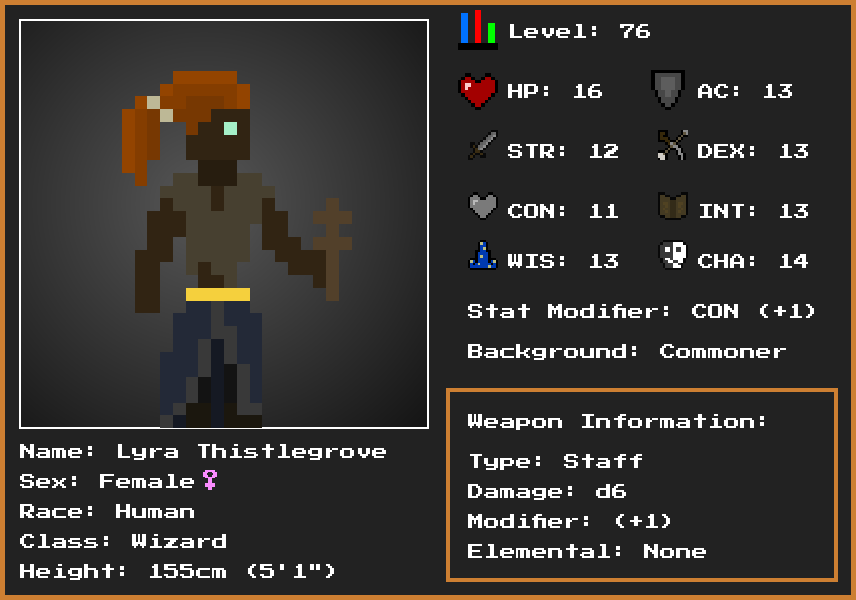 Level: 76
HP: 16
AC: 13
STR: 12
DEX: 13
CON: 11
INT: 13
WIS: 13
CHA: 14
Stat Modifier: CON (+1)
Background: Commoner
Weapon Information:
Type: Staff
Damage: d6
Modifier: (+1)
Elemental: None
Name: Lyra Thistlegrove
Sex: Female♀
Race: Human
Class: Wizard
Height: 155cm (5'1")